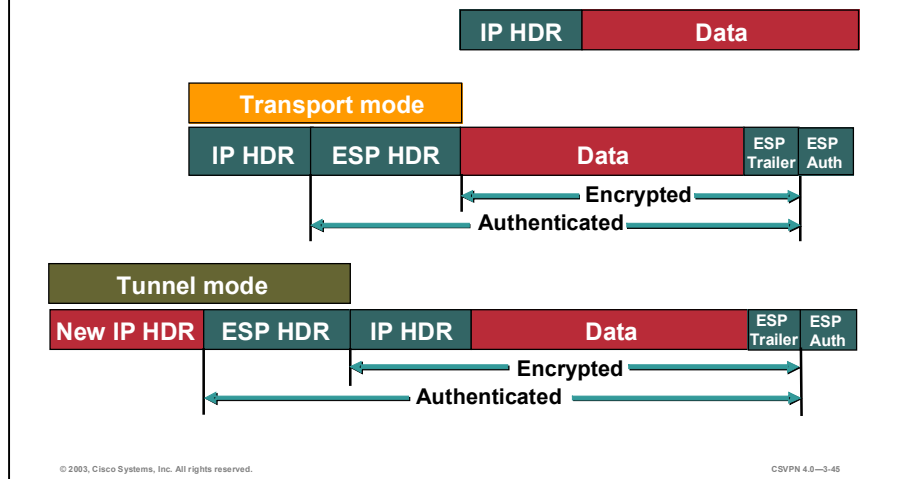 IP HDR Data
Transport mode
IP HDR ESP HDR Data ESP Trailer ESP Auth
Encrypted
Authenticated
Tunnel mode
New IP HDR ESP HDR IP HDR Data ESP Trailer ESP Auth
Encrypted
Authenticated
© 2003, Cisco Systems, Inc. All rights reserved. CSVPN 4.0—3-45